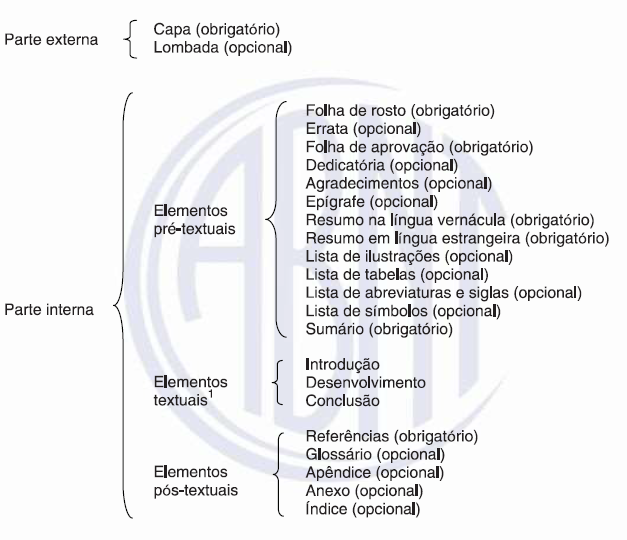 Parte externa
Capa (obrigatório)
Lombada (opcional)
Parte interna
Elementos
pré-textuais
Folha de rosto (obrigatório)
Errata (opcional)
Folha de aprovação (obrigatório)
Dedicatória (opcional)
Agradecimentos (opcional)
Epígrafe (opcional)
Resumo na língua vernácula (obrigatório)
Resumo em língua estrangeira (obrigatório)
Lista de ilustrações (opcional)
Lista de tabelas (opcional)
Lista de abreviaturas e siglas (opcional)
Lista de símbolos (opcional)
Sumário (obrigatório)
Elementos
textuais¹
Introdução
Desenvolvimento
Conclusão
Elementos
pós-textuais
Referências (obrigatório)
Glossário (opcional)
Apêndice (opcional)
Anexo (opcional)
Índice (opcional)
ABNT